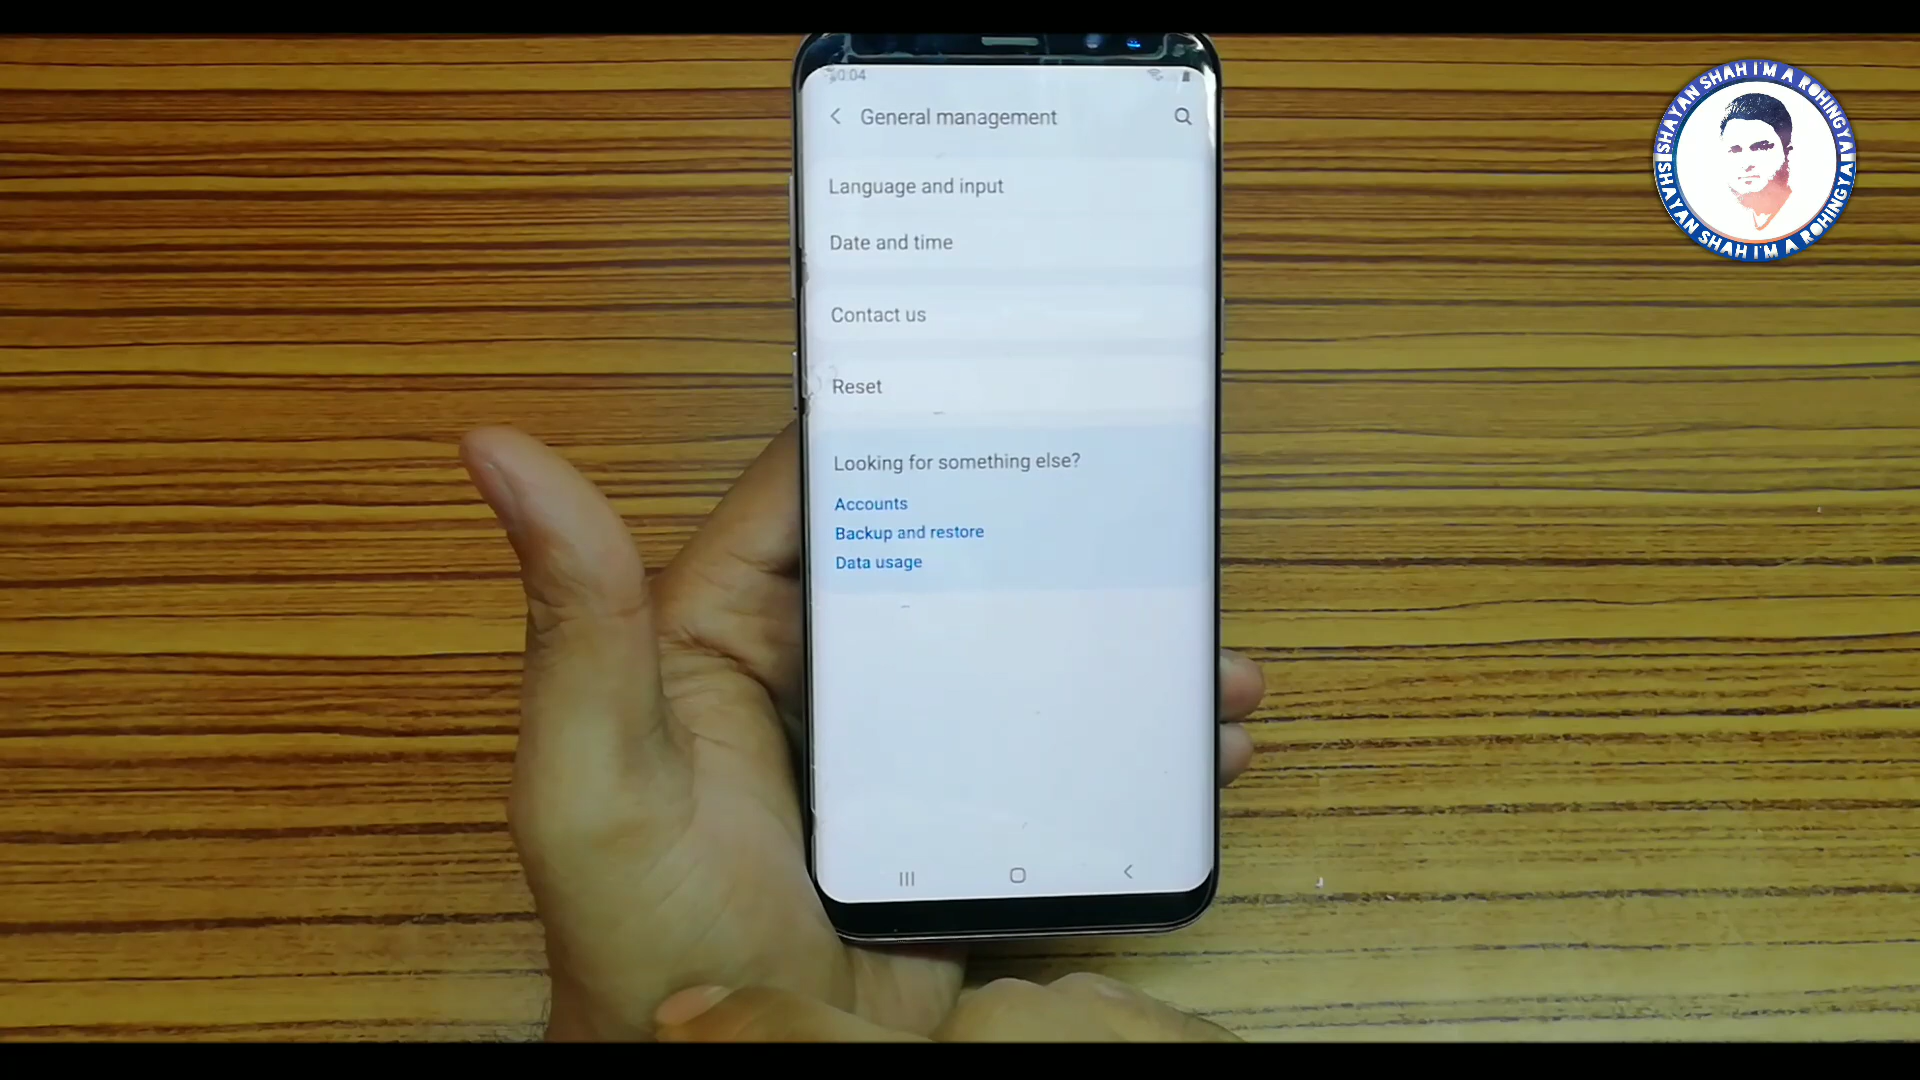 0:04
General management
Language and input
Date and time
Contact us
Reset
Looking for something else?
Accounts
Backup and restore
Data usage
SHAYAN SHAH I'M A ROHINGYA
SHAYAN SHAH I'M A ROHINGYA